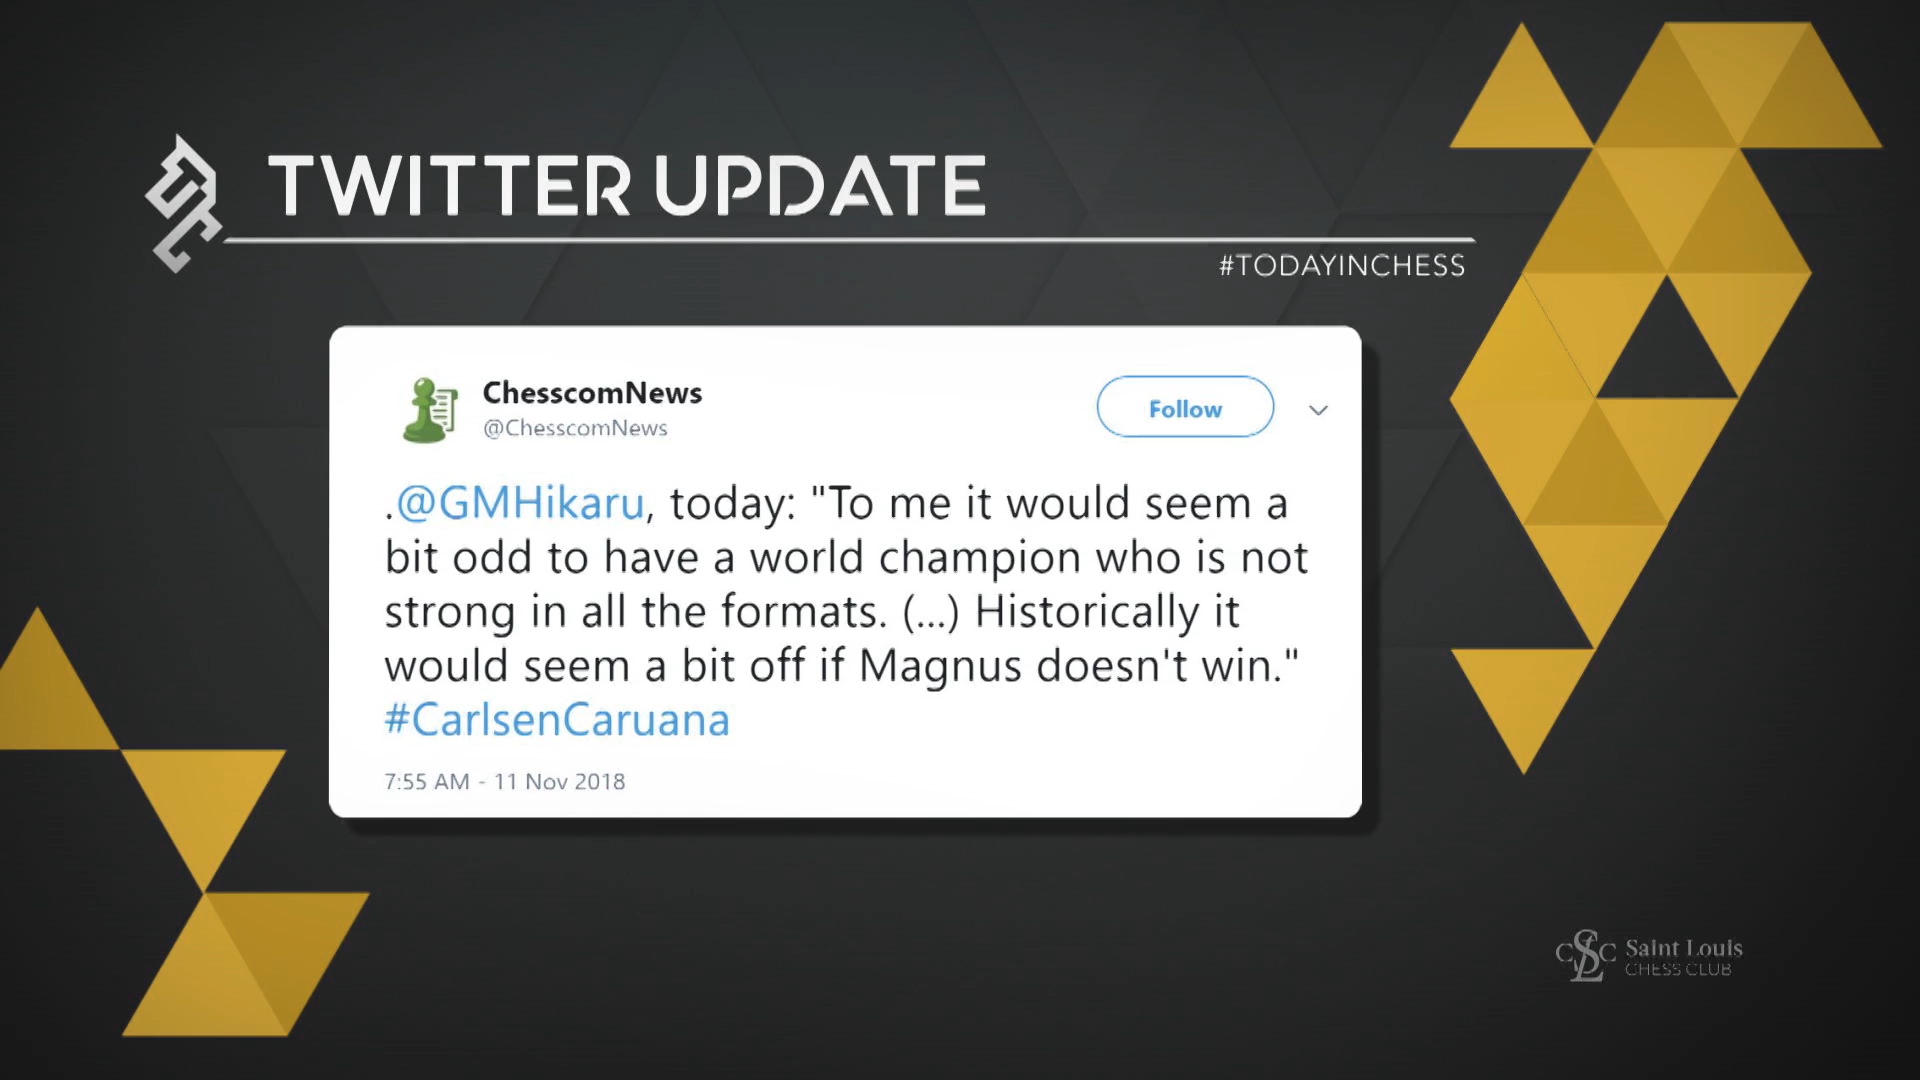 TWITTER UPDATE
#TODAYINCHESS
ChesscomNews
@ChesscomNews
Follow
.@GMHikaru, today: "To me it would seem a
bit odd to have a world champion who is not
strong in all the formats. (...) Historically it
would seem a bit off if Magnus doesn't win."
#CarlsenCaruana
7:55 AM - 11 Nov 2018
CSLC Saint Louis
CHESS CLUB